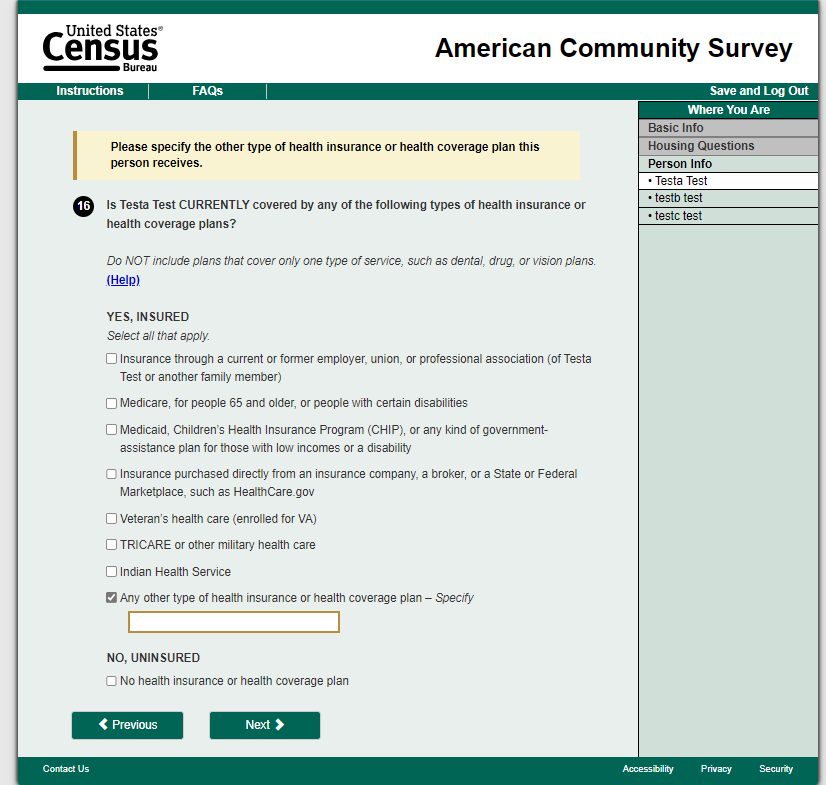 United States®
Census
Bureau
American Community Survey
Instructions
FAQs
Save and Log Out
Where You Are
Basic Info
Housing Questions
Person Info
• Testa Test
• testb test
• testc test
Please specify the other type of health insurance or health coverage plan this
person receives.
16
Is Testa Test CURRENTLY covered by any of the following types of health insurance or
health coverage plans?
Do NOT include plans that cover only one type of service, such as dental, drug, or vision plans.
(Help)
YES, INSURED
Select all that apply.
Insurance through a current or former employer, union, or professional association (of Testa
Test or another family member)
Medicare, for people 65 and older, or people with certain disabilities
Medicaid, Children's Health Insurance Program (CHIP), or any kind of government-
assistance plan for those with low incomes or a disability
Insurance purchased directly from an insurance company, a broker, or a State or Federal
Marketplace, such as HealthCare.gov
Veteran's health care (enrolled for VA)
TRICARE or other military health care
Indian Health Service
Any other type of health insurance or health coverage plan – Specify
NO, UNINSURED
No health insurance or health coverage plan
Previous
Next
Contact Us
Accessibility
Privacy
Security